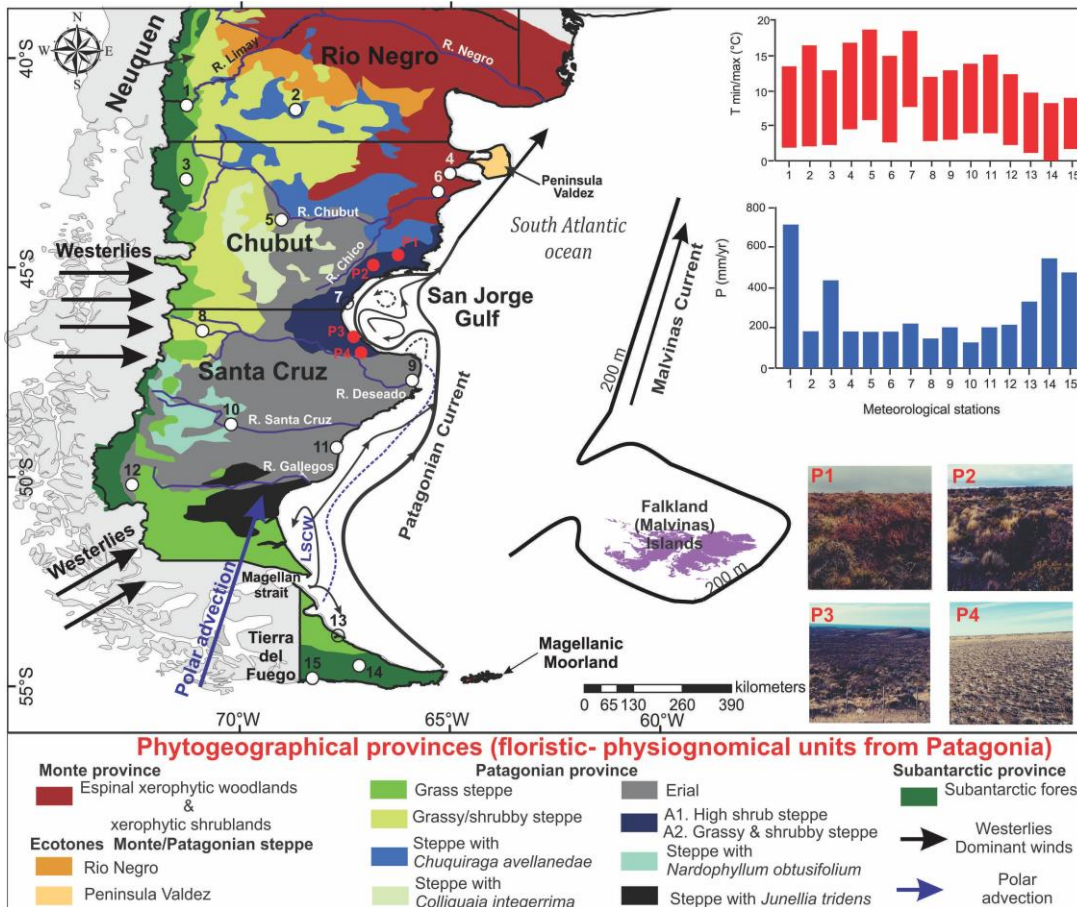 N
W
E
S
40°S
45°S
50°S
55°S
70°W
65°W
60°W
Neuquen
R. Limay
Rio Negro
R. Negro
1
2
3
4
6
Peninsula
Valdez
5
R. Chubut
South Atlantic
ocean
Westerlies
Chubut
R. Chico
P1
P2
7
San Jorge
Gulf
8
P3
P4
Santa Cruz
9
R. Deseado
10
R. Santa Cruz
11
R. Gallegos
12
Patagonian Current
200 m
Malvinas Current
Falkland
(Malvinas)
Islands
200 m
Westerlies
Polar advection
LSCW
Magellan
strait
13
Tierra
del
Fuego
15
14
Magellanic
Moorland
kilometers
0 65 130 260 390
T min/max (°C)
20
15
10
5
0
1 2 3 4 5 6 7 8 9 10 11 12 13 14 15
P (mm/yr)
800
600
400
200
0
1 2 3 4 5 6 7 8 9 10 11 12 13 14 15
Meteorological stations
P1
P2
P3
P4
Phytogeographical provinces (floristic- physiognomical units from Patagonia)
Monte province
Espinal xerophytic woodlands
&
xerophytic shrublands
Ecotones Monte/Patagonian steppe
Rio Negro
Peninsula Valdez
Patagonian province
Grass steppe
Grassy/shrubby steppe
Steppe with
Chuquiraga avellanedae
Steppe with
Colliguaja integerrima
Erial
A1. High shrub steppe
A2. Grassy & shrubby steppe
Steppe with
Nardophyllum obtusifolium
Steppe with Junellia tridens
Subantarctic province
Subantarctic forest
Westerlies
Dominant winds
Polar
advection